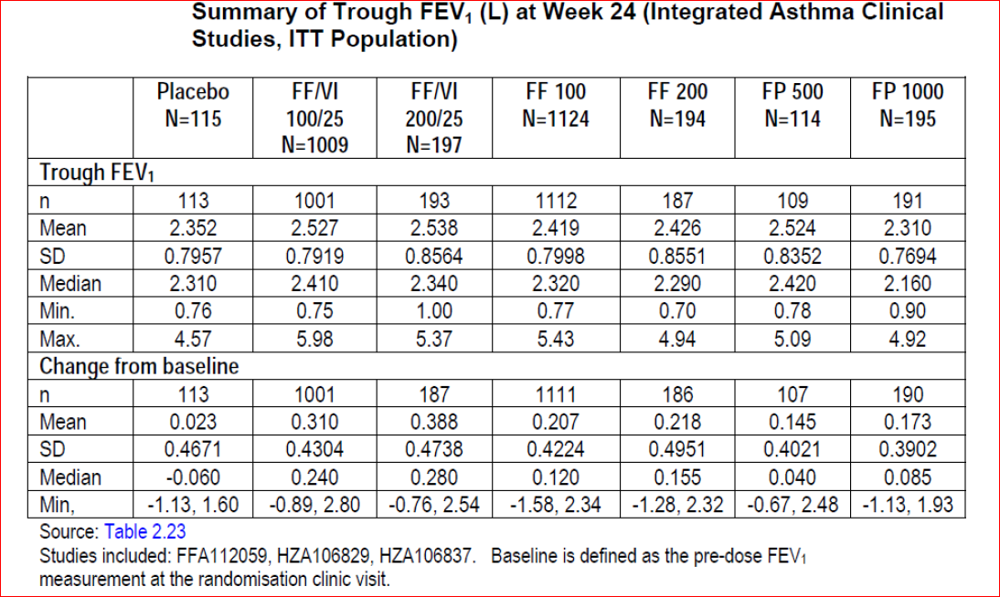 Summary of Trough FEV₁ (L) at Week 24 (Integrated Asthma Clinical
Studies, ITT Population)
Placebo N=115 FF/VI 100/25 N=1009 FF/VI 200/25 N=197 FF 100 N=1124 FF 200 N=194 FP 500 N=114 FP 1000 N=195
Trough FEV₁
n 113 1001 193 1112 187 109 191
Mean 2.352 2.527 2.538 2.419 2.426 2.524 2.310
SD 0.7957 0.7919 0.8564 0.7998 0.8551 0.8352 0.7694
Median 2.310 2.410 2.340 2.320 2.290 2.420 2.160
Min. 0.76 0.75 1.00 0.77 0.70 0.78 0.90
Max. 4.57 5.98 5.37 5.43 4.94 5.09 4.92
Change from baseline
n 113 1001 187 1111 186 107 190
Mean 0.023 0.310 0.388 0.207 0.218 0.145 0.173
SD 0.4671 0.4304 0.4738 0.4224 0.4951 0.4021 0.3902
Median -0.060 0.240 0.280 0.120 0.155 0.040 0.085
Min, -1.13, 1.60 -0.89, 2.80 -0.76, 2.54 -1.58, 2.34 -1.28, 2.32 -0.67, 2.48 -1.13, 1.93
Source: Table 2.23
Studies included: FFA112059, HZA106829, HZA106837. Baseline is defined as the pre-dose FEV₁
measurement at the randomisation clinic visit.